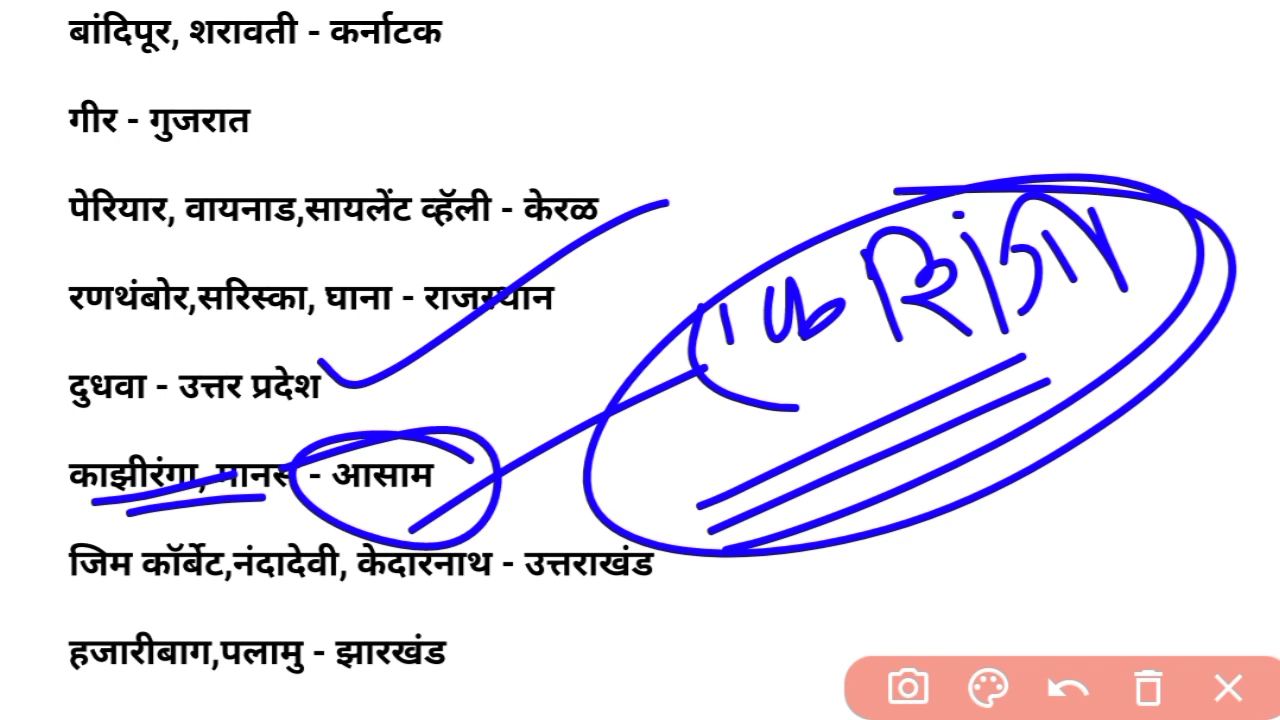 बांदिपूर, शरावती - कर्नाटक
गीर - गुजरात
पेरियार, वायनाड,सायलेंट व्हॅली - केरळ
रणथंबोर,सरिस्का, घाना - राजस्थान
दुधवा - उत्तर प्रदेश
काझीरंगा, मानस - आसाम
जिम कॉर्बेट,नंदादेवी, केदारनाथ - उत्तराखंड
हजारीबाग,पलामु - झारखंड